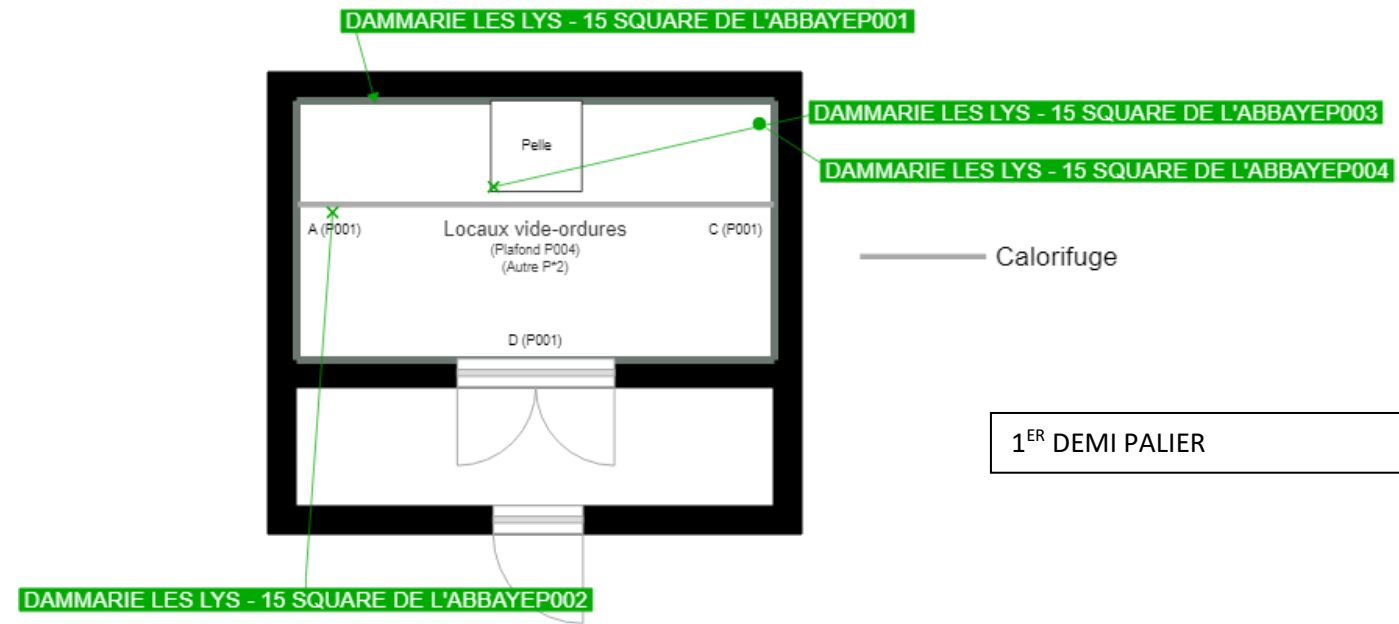 DAMMARIE LES LYS - 15 SQUARE DE L'ABBAYEP001
DAMMARIE LES LYS - 15 SQUARE DE L'ABBAYEP003
Pelle
DAMMARIE LES LYS - 15 SQUARE DE L'ABBAYEP004
A (P001)
Locaux vide-ordures
C (P001)
(Plafond P004)
(Autre P*2)
Calorifuge
D (P001)
1ER DEMI PALIER
DAMMARIE LES LYS - 15 SQUARE DE L'ABBAYEP002